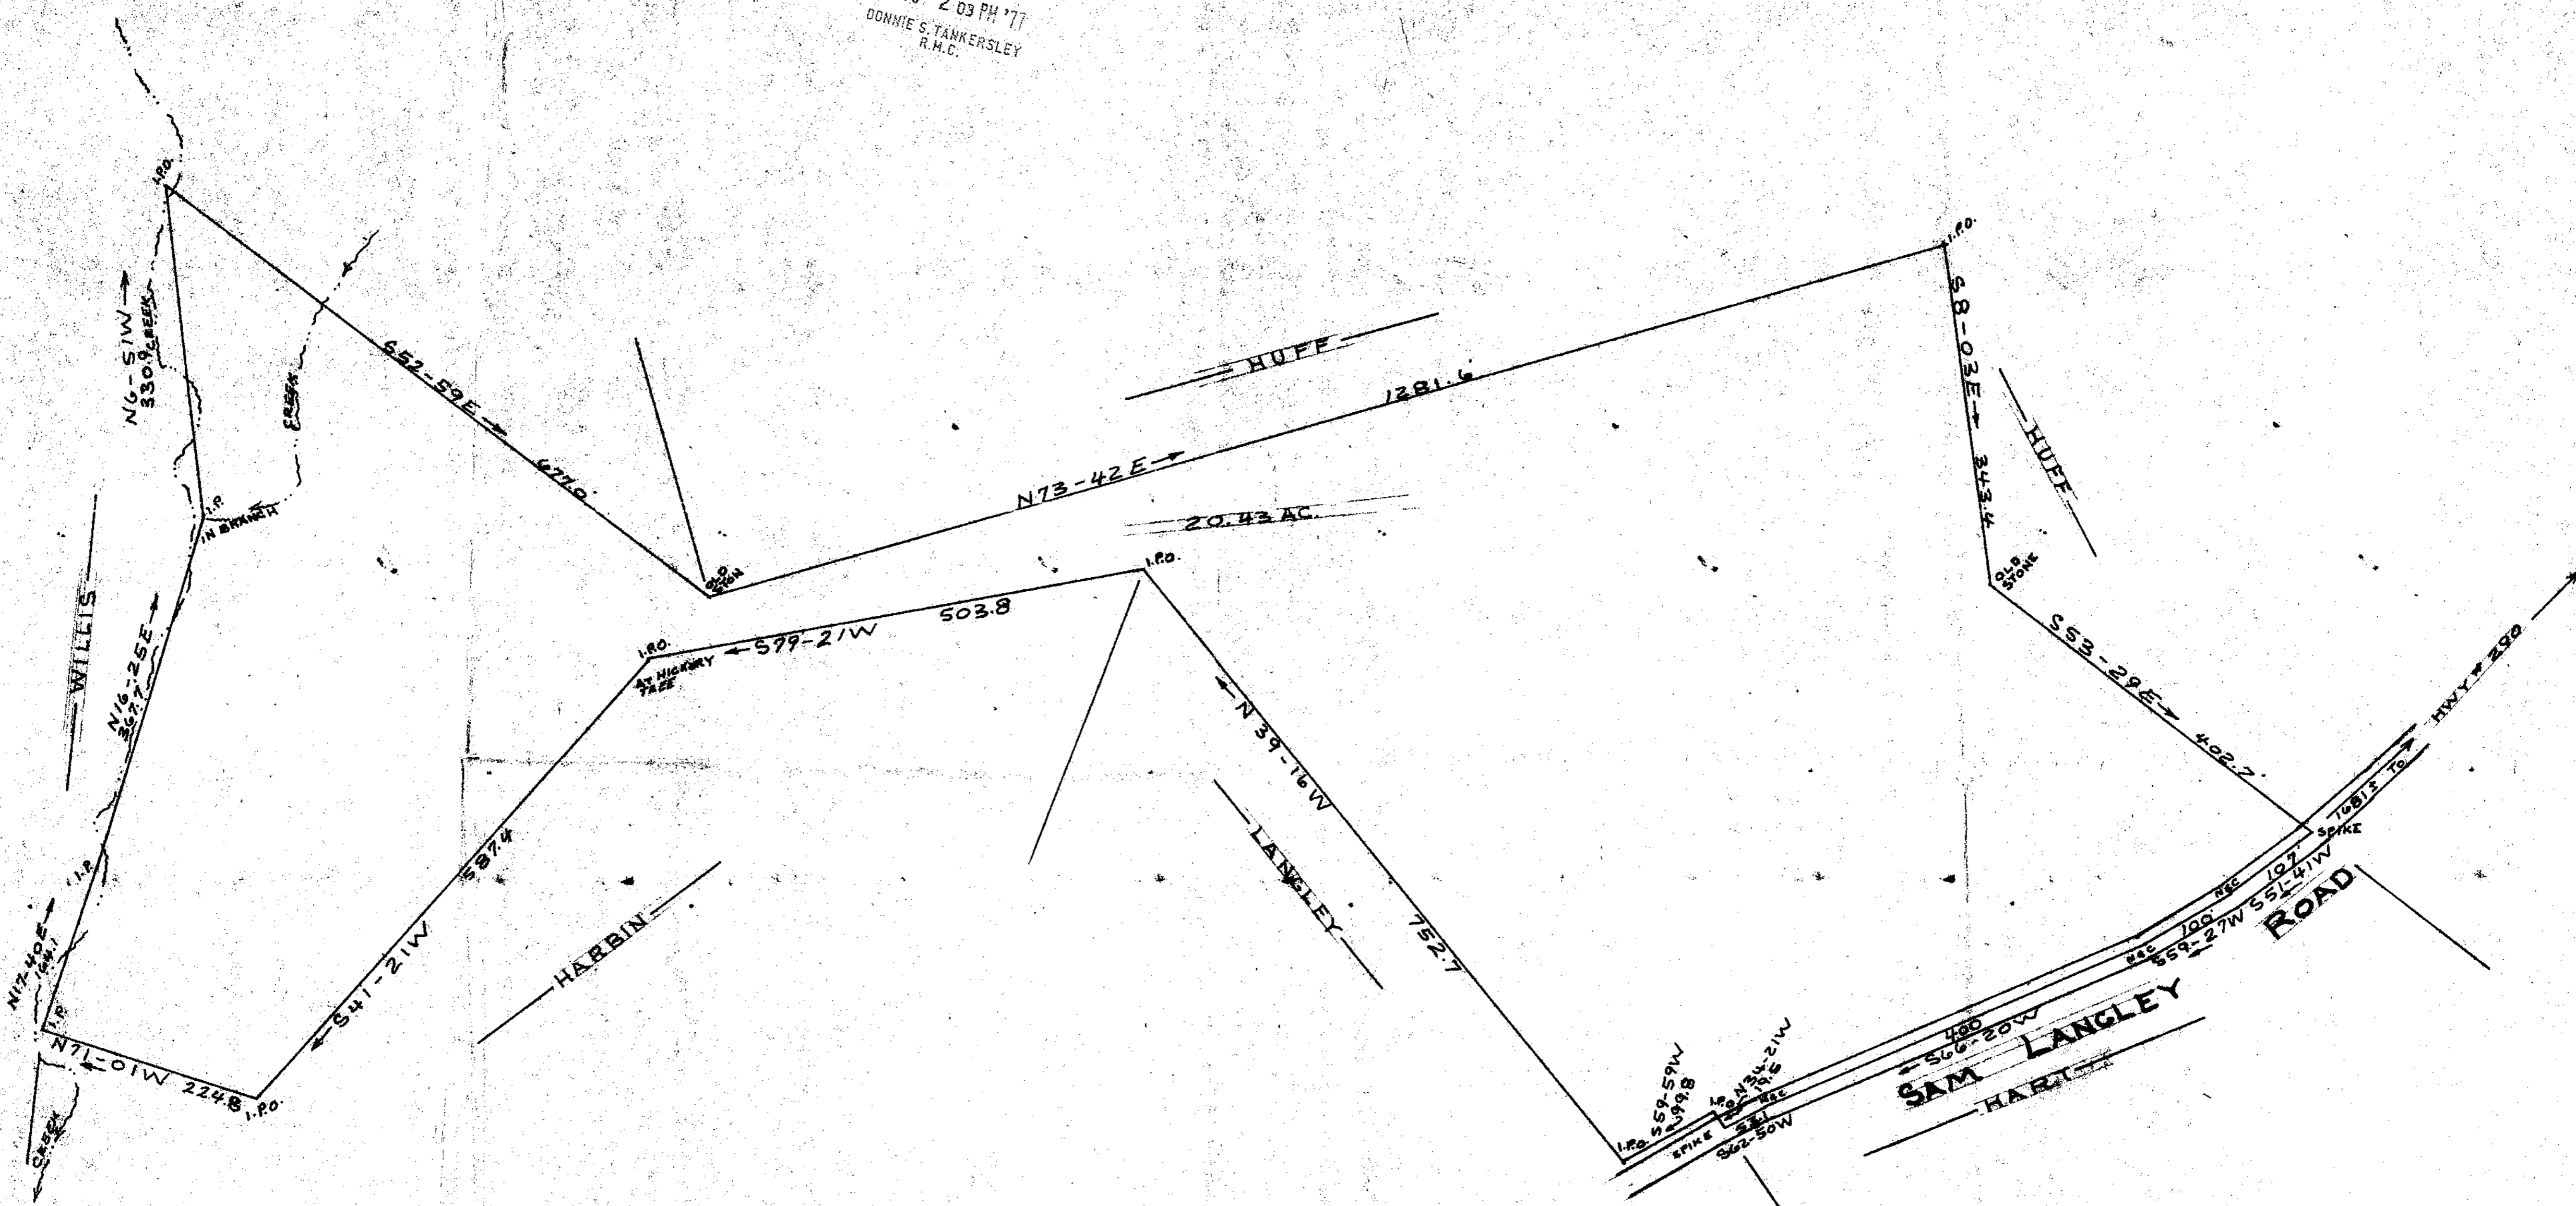 2 03 PM '77
DONNIE S. TANKERSLEY
R.M.C.
I.P.O.
N6-51W
330.9
CREEK
CREEK
S52-59E
677.0
I.P.
IN BRANCH
WILLIS
N16-25E
367.7
I.P.
N17-40E
164.1
I.P.
N71-01W 224.8
I.P.O.
CREEK
S41-21W
587.4
HARBIN
I.P.O.
AT HICKORY
TREE
S79-21W 503.8
OLD
STON
N73-42E 1281.6
HUFF
20.43 AC.
I.P.O.
N39-16W 752.7
LANGLEY
I.P.O.
S8-03E 343.4
HUFF
OLD
STONE
S53-29E 402.7
SPIKE
1681± TO
HWY # 290
N&C 107'
S51-41W
N&C 100'
S59-27W
400
S66-20W
SAM LANGLEY ROAD
HART
I.P.O.
S59-59W
99.8
I.P.O.
N34-21W
19.5
N&C
53.1
SPIKE
S62-50W